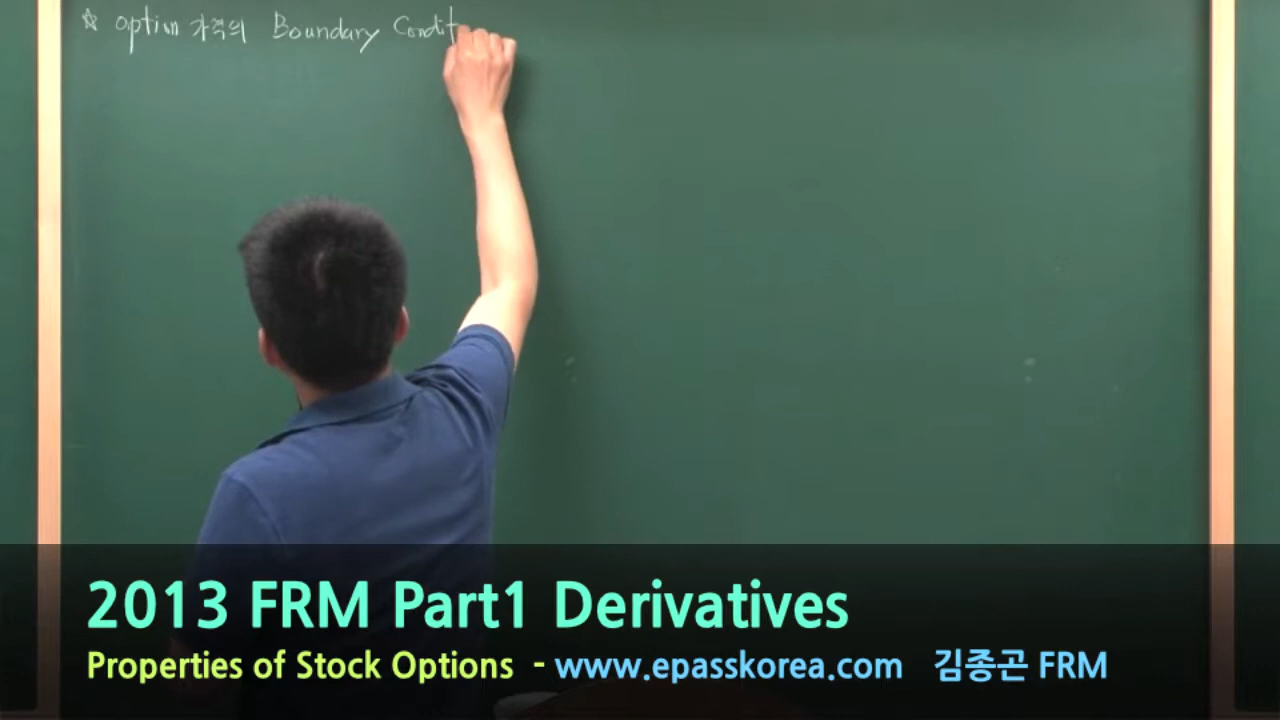 ☆ option 가격의 Boundary Condit
2013 FRM Part1 Derivatives
Properties of Stock Options - www.epasskorea.com 김종곤 FRM